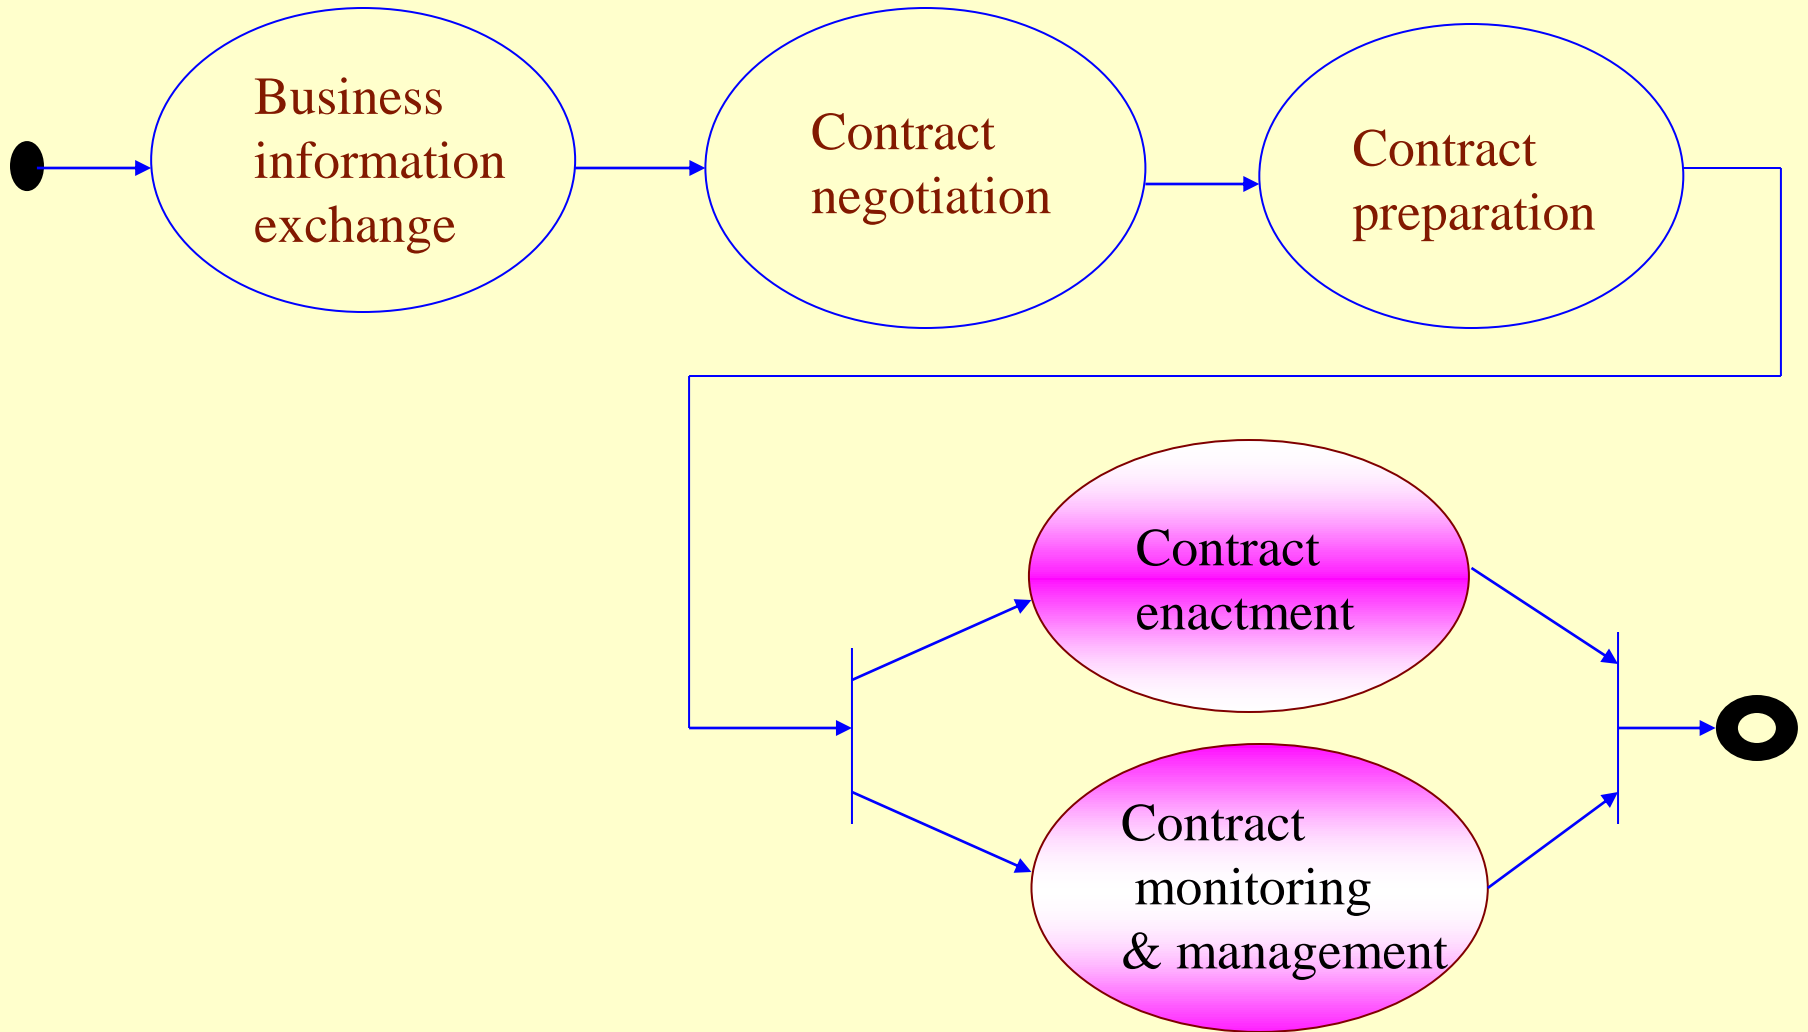 Business
information
exchange
Contract
negotiation
Contract
preparation
Contract
enactment
Contract
monitoring
& management